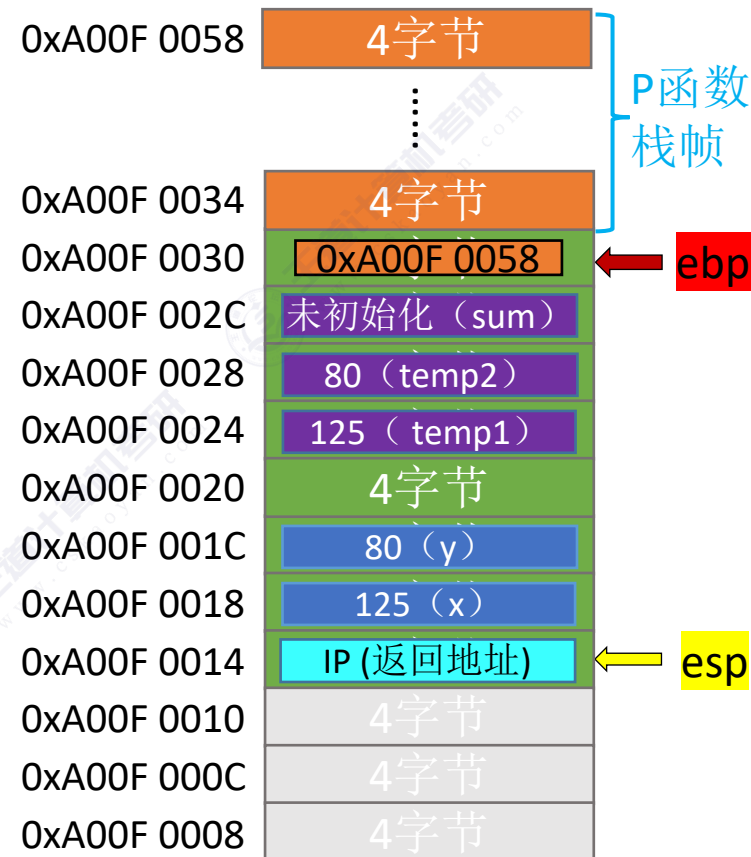 0xA00F 0058 4字节
P函数
栈帧
0xA00F 0034 4字节
0xA00F 0030 0xA00F 0058 ebp
0xA00F 002C 未初始化（sum）
0xA00F 0028 80（temp2）
0xA00F 0024 125（ temp1）
0xA00F 0020 4字节
0xA00F 001C 80（y）
0xA00F 0018 125（x）
0xA00F 0014 IP (返回地址) esp
0xA00F 0010 4字节
0xA00F 000C 4字节
0xA00F 0008 4字节